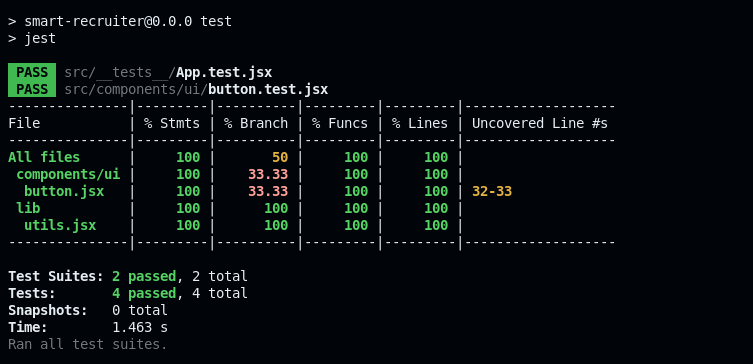 > smart-recruiter@0.0.0 test
> jest
PASS src/__tests__/App.test.jsx
PASS src/components/ui/button.test.jsx
---------------|---------|----------|---------|---------|-------------------
File           | % Stmts | % Branch | % Funcs | % Lines | Uncovered Line #s
---------------|---------|----------|---------|---------|-------------------
All files      |     100 |       50 |     100 |     100 |
 components/ui |     100 |    33.33 |     100 |     100 |
  button.jsx   |     100 |    33.33 |     100 |     100 | 32-33
 lib           |     100 |      100 |     100 |     100 |
  utils.jsx    |     100 |      100 |     100 |     100 |
---------------|---------|----------|---------|---------|-------------------
Test Suites: 2 passed, 2 total
Tests:       4 passed, 4 total
Snapshots:   0 total
Time:        1.463 s
Ran all test suites.